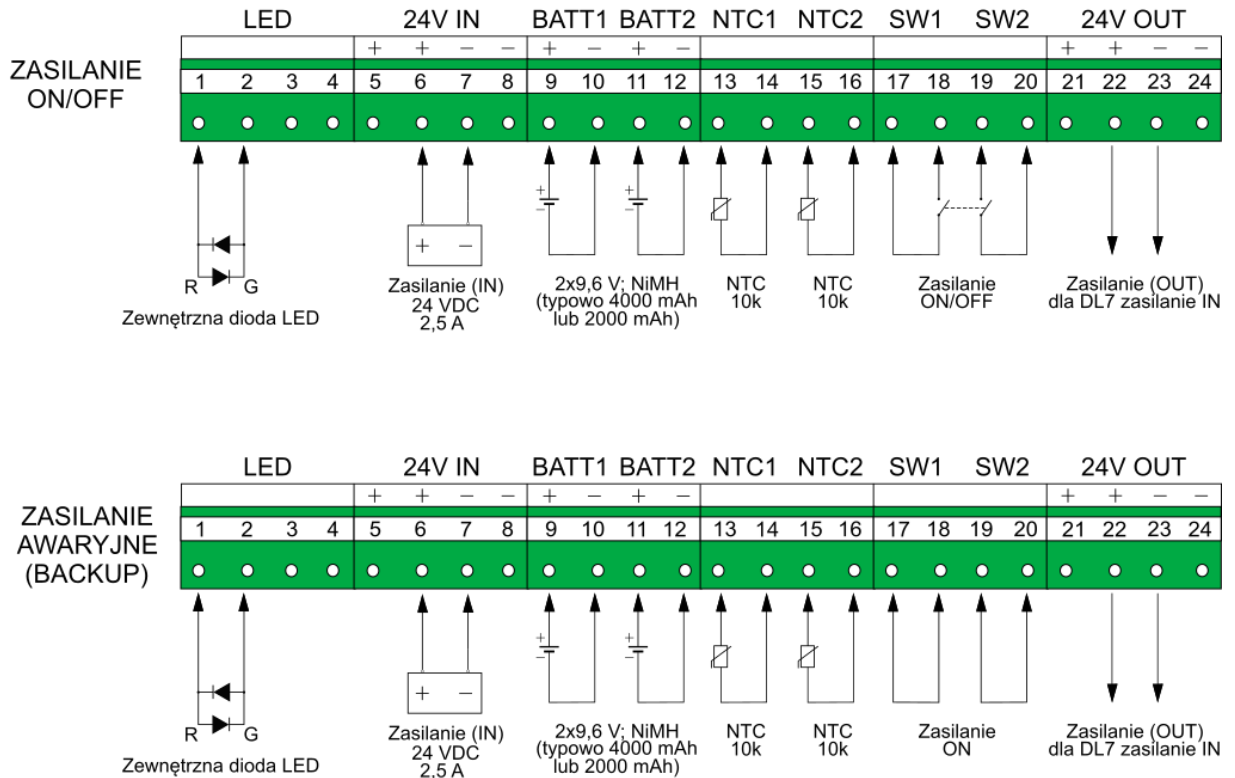 LED 24V IN BATT1 BATT2 NTC1 NTC2 SW1 SW2 24V OUT
+ + − − + − + − + + − −
ZASILANIE
ON/OFF
1 2 3 4 5 6 7 8 9 10 11 12 13 14 15 16 17 18 19 20 21 22 23 24
+ − + −
+ −
R G
Zewnętrzna dioda LED
Zasilanie (IN)
24 VDC
2,5 A
2x9,6 V; NiMH
(typowo 4000 mAh
lub 2000 mAh)
NTC
10k
NTC
10k
Zasilanie
ON/OFF
Zasilanie (OUT)
dla DL7 zasilanie IN
LED 24V IN BATT1 BATT2 NTC1 NTC2 SW1 SW2 24V OUT
+ + − − + − + − + + − −
ZASILANIE
AWARYJNE
(BACKUP)
1 2 3 4 5 6 7 8 9 10 11 12 13 14 15 16 17 18 19 20 21 22 23 24
+ − + −
+ −
R G
Zewnętrzna dioda LED
Zasilanie (IN)
24 VDC
2,5 A
2x9,6 V; NiMH
(typowo 4000 mAh
lub 2000 mAh)
NTC
10k
NTC
10k
Zasilanie
ON
Zasilanie (OUT)
dla DL7 zasilanie IN